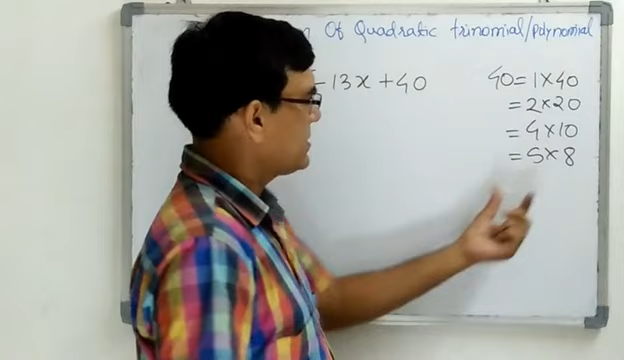 Of Quadratic trinomial/polynomial
- 13x + 40
40 = 1 × 40
= 2 × 20
= 4 × 10
= 5 × 8